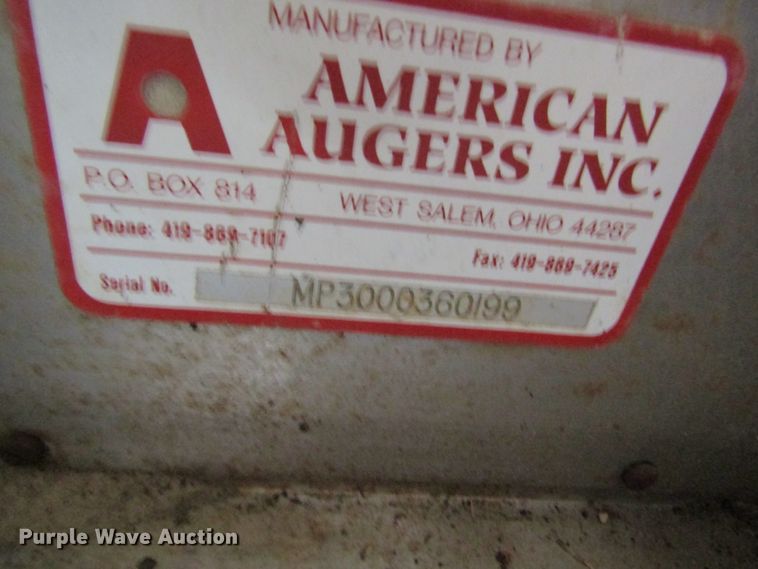 MANUFACTURED BY
A AMERICAN
AUGERS INC.
P.O. BOX 814 WEST SALEM, OHIO 44287
Phone: 419-869-7107 Fax: 419-869-7425
Serial No. MP3000360199
Purple Wave Auction